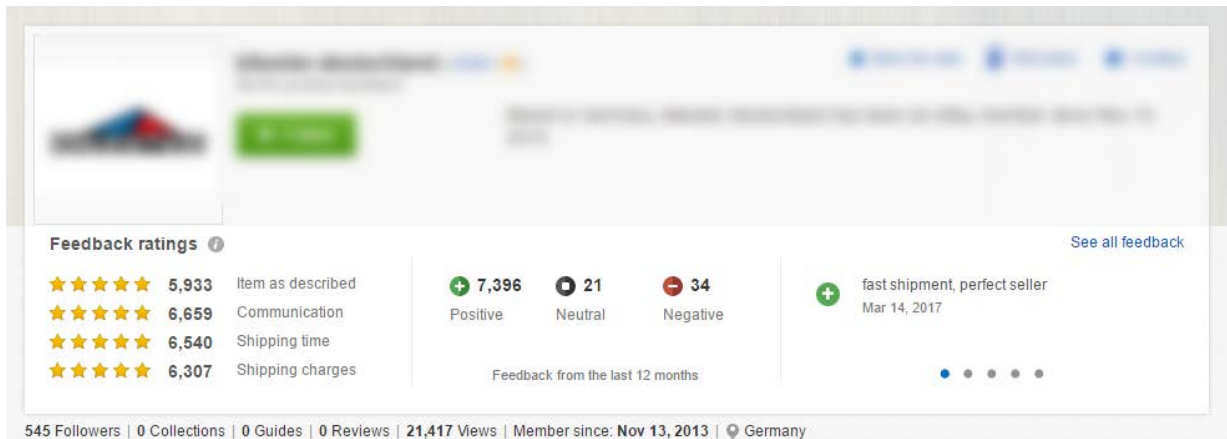 Feedback ratings
See all feedback
5,933 Item as described
6,659 Communication
6,540 Shipping time
6,307 Shipping charges
7,396 21 34
Positive Neutral Negative
Feedback from the last 12 months
fast shipment, perfect seller
Mar 14, 2017
545 Followers | 0 Collections | 0 Guides | 0 Reviews | 21,417 Views | Member since: Nov 13, 2013 | Germany